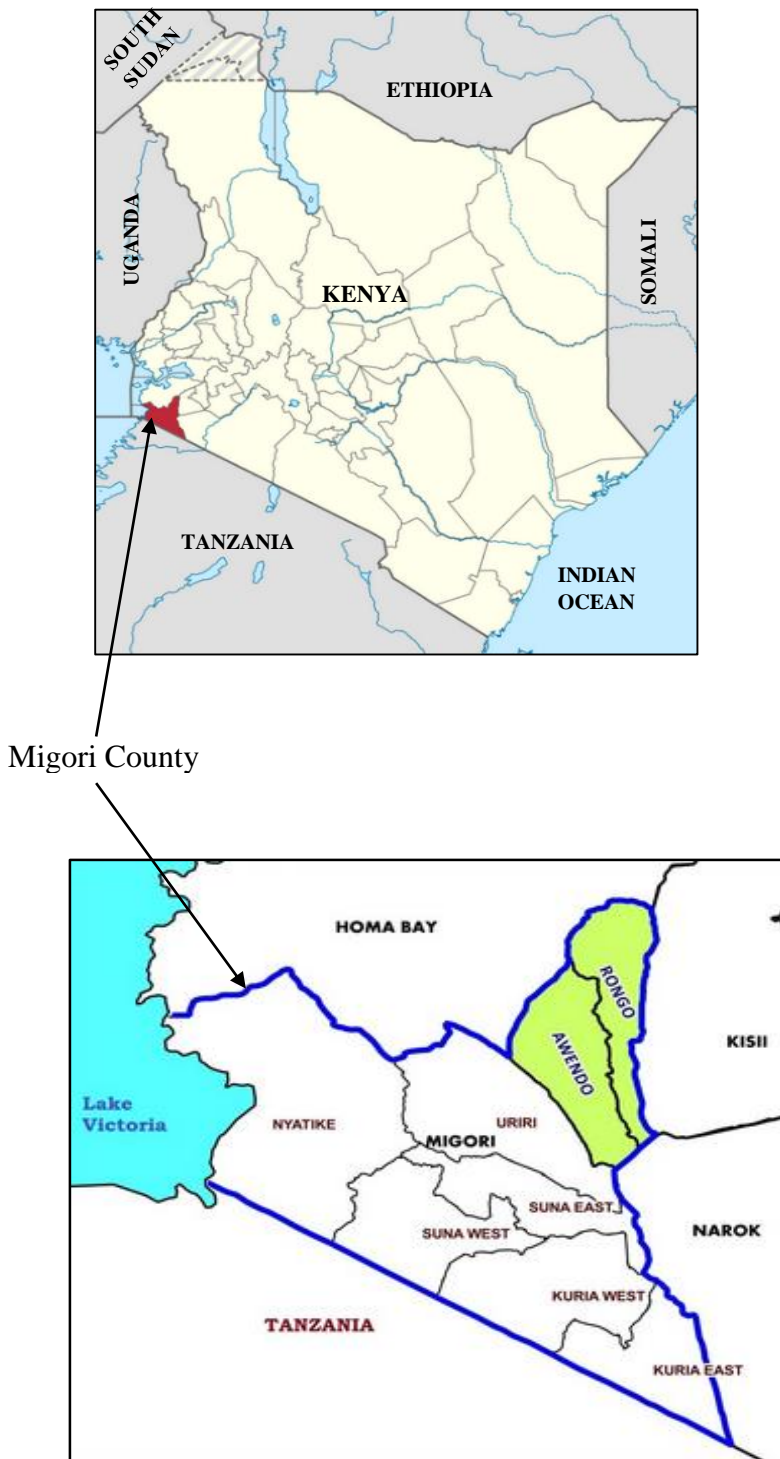 SOUTH
SUDAN
ETHIOPIA
UGANDA
SOMALI
KENYA
TANZANIA
INDIAN
OCEAN
Migori County
HOMA BAY
RONGO
AWENDO
KISII
Lake
Victoria
NYATIKE
URIRI
MIGORI
SUNA EAST
SUNA WEST
NAROK
KURIA WEST
TANZANIA
KURIA EAST